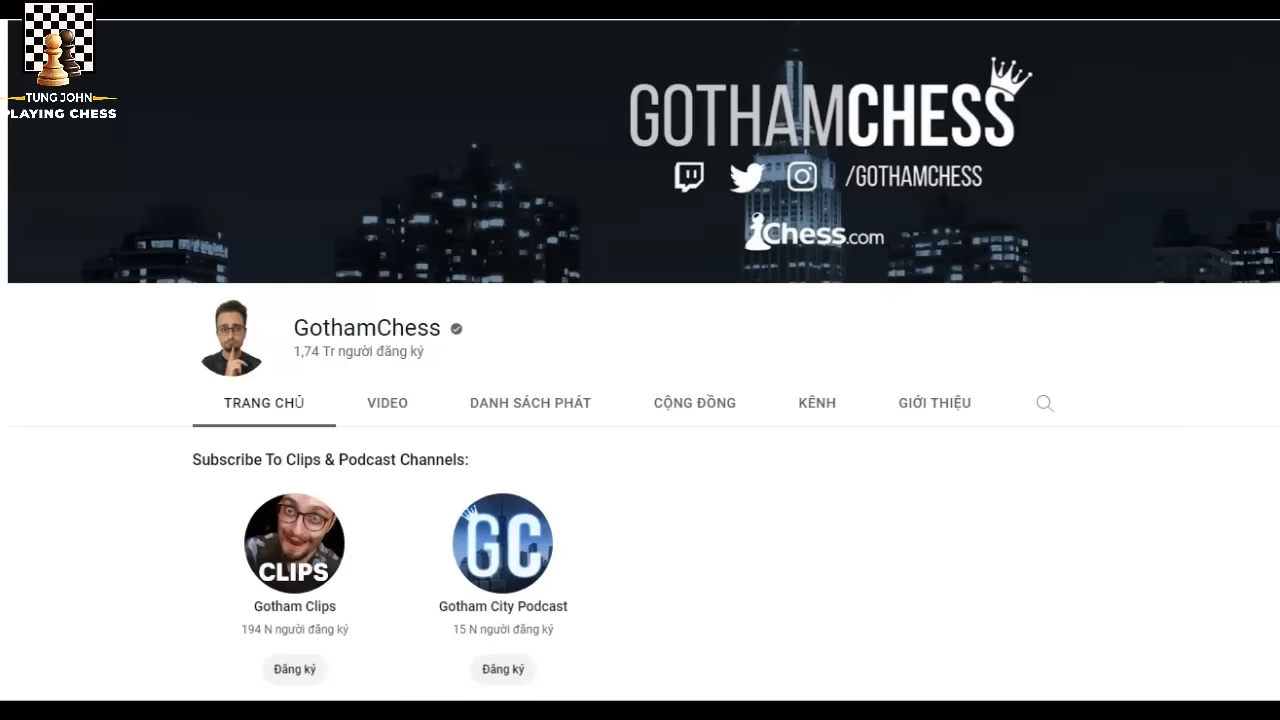 TUNG JOHN
PLAYING CHESS
GOTHAMCHESS
/GOTHAMCHESS
Chess.com
GothamChess
1,74 Tr người đăng ký
TRANG CHỦ VIDEO DANH SÁCH PHÁT CỘNG ĐỒNG KÊNH GIỚI THIỆU
Subscribe To Clips & Podcast Channels:
CLIPS GC
Gotham Clips Gotham City Podcast
194 N người đăng ký 15 N người đăng ký
Đăng ký Đăng ký